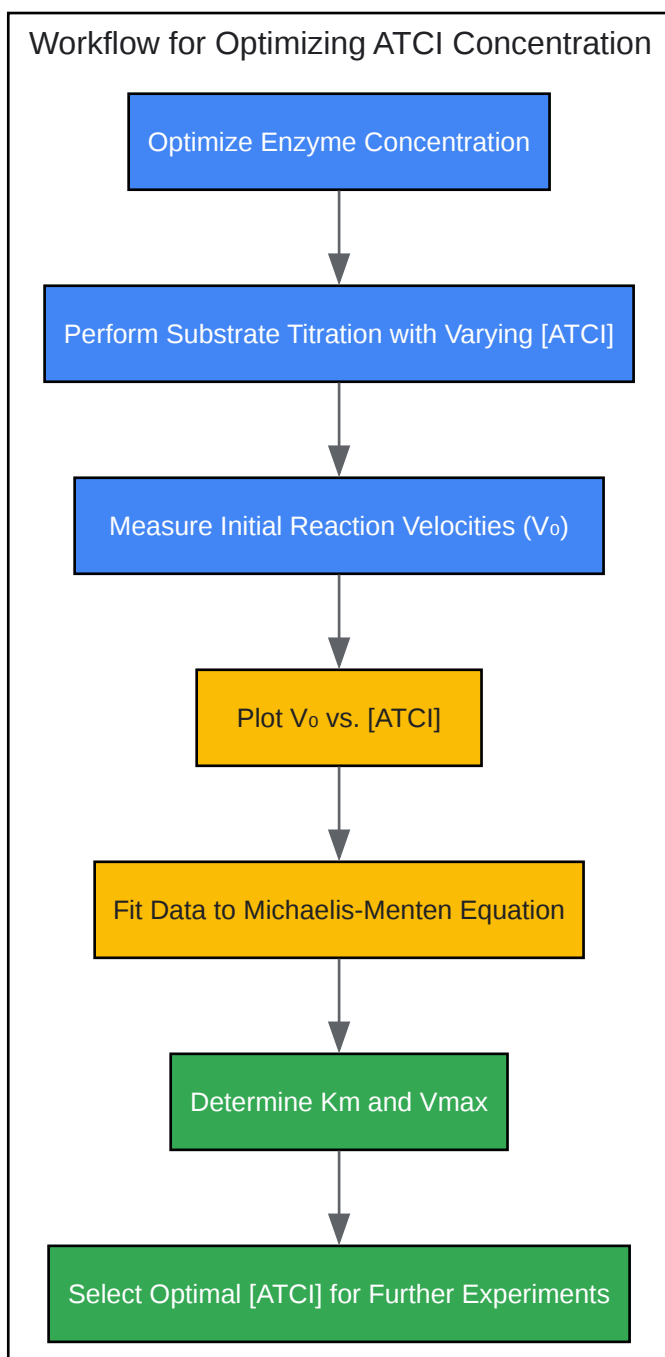 Workflow for Optimizing ATCI Concentration
Optimize Enzyme Concentration
Perform Substrate Titration with Varying [ATCI]
Measure Initial Reaction Velocities (V₀)
Plot V₀ vs. [ATCI]
Fit Data to Michaelis-Menten Equation
Determine Km and Vmax
Select Optimal [ATCI] for Further Experiments